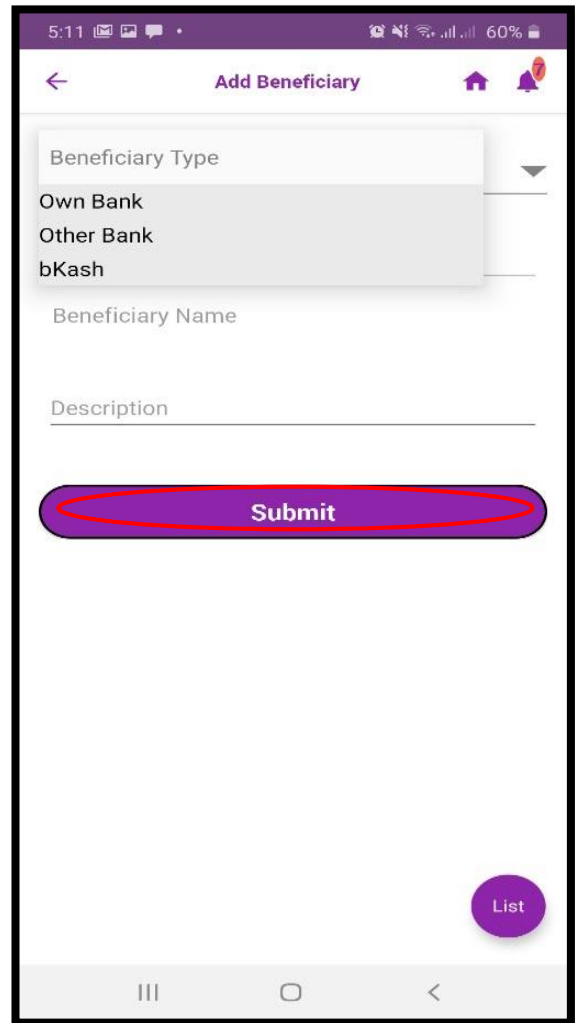 5:11 60%
Add Beneficiary 7
Beneficiary Type
Own Bank
Other Bank
bKash
Beneficiary Name
Description
Submit
List